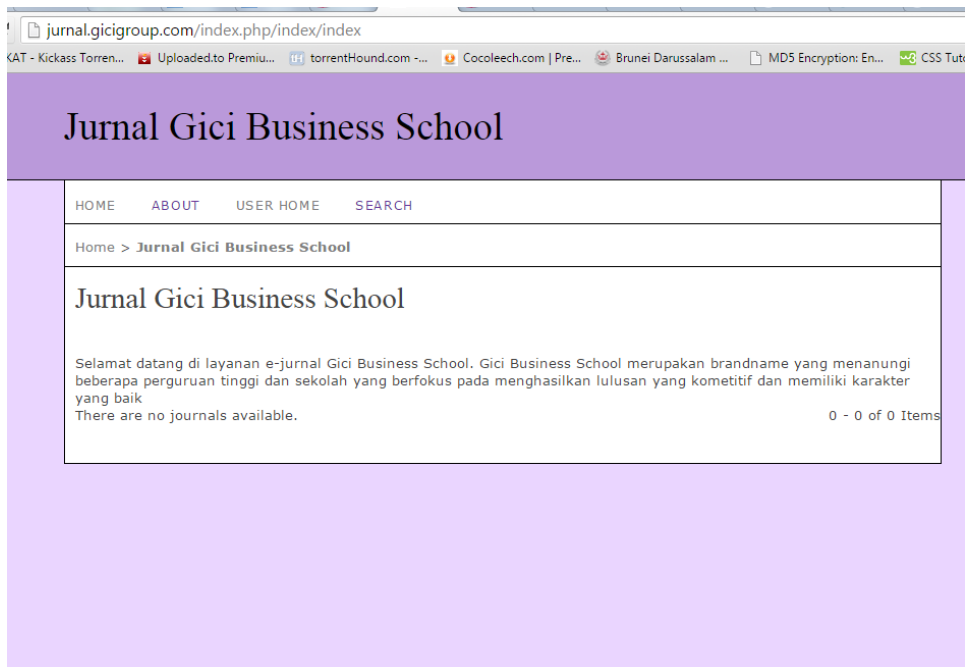 jurnal.gicigroup.com/index.php/index/index
KAT - Kickass Torren... Uploaded.to Premiu... torrentHound.com -... Cocoleech.com | Pre... Brunei Darussalam ... MD5 Encryption: En... CSS Tuto
Jurnal Gici Business School
HOME ABOUT USER HOME SEARCH
Home > Jurnal Gici Business School
Jurnal Gici Business School
Selamat datang di layanan e-jurnal Gici Business School. Gici Business School merupakan brandname yang menanungi
beberapa perguruan tinggi dan sekolah yang berfokus pada menghasilkan lulusan yang kometitif dan memiliki karakter
yang baik
There are no journals available. 0 - 0 of 0 Items